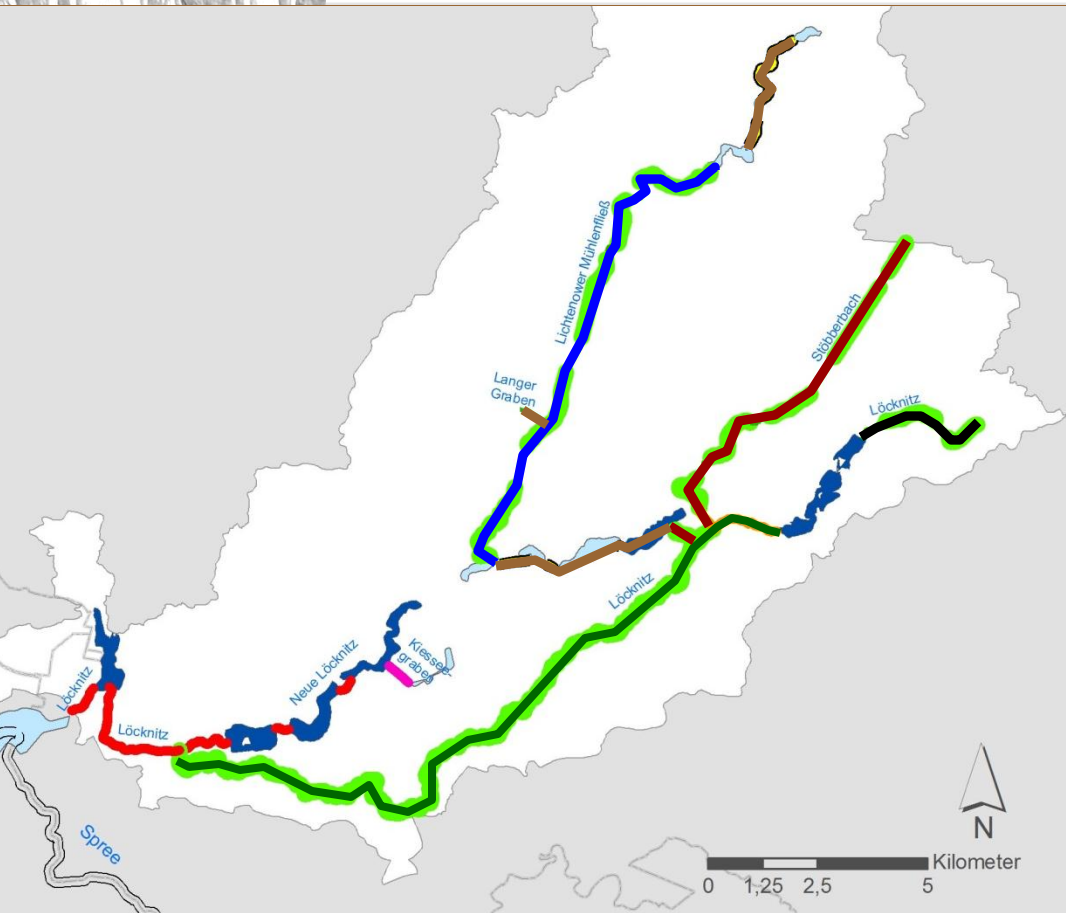 Lichtenower Mühlenfließ
Stöbberbach
Langer
Graben
Löcknitz
Löcknitz
Neue Löcknitz
Kiessee-
graben
Löcknitz
Löcknitz
Spree
N
Kilometer
0 1,25 2,5 5